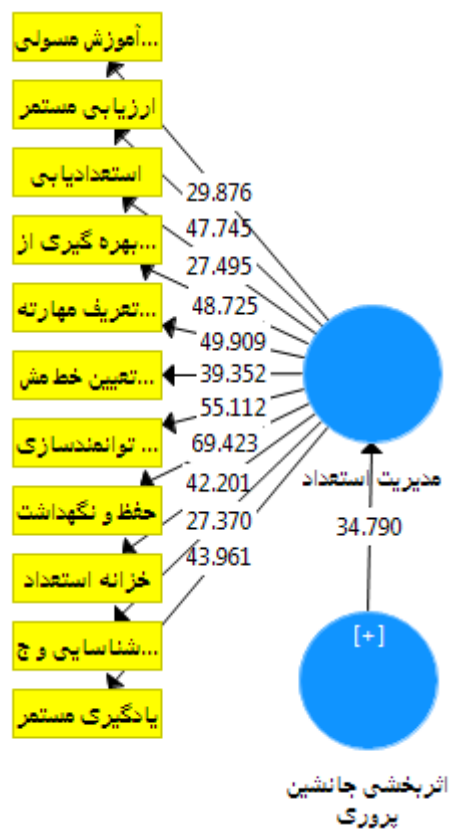 آموزش مسولی...
ارزیابی مستمر
استعدادیابی
بهره گیری از...
تعریف مهارته...
تعیین خط مش...
توانمندسازی ...
حفظ و نگهداشت
خزانه استعداد
شناسایی و ج...
یادگیری مستمر
29.876
47.745
27.495
48.725
49.909
39.352
55.112
69.423
42.201
27.370
43.961
مدیریت استعداد
34.790
[+]
اثربخشی جانشین
پروری